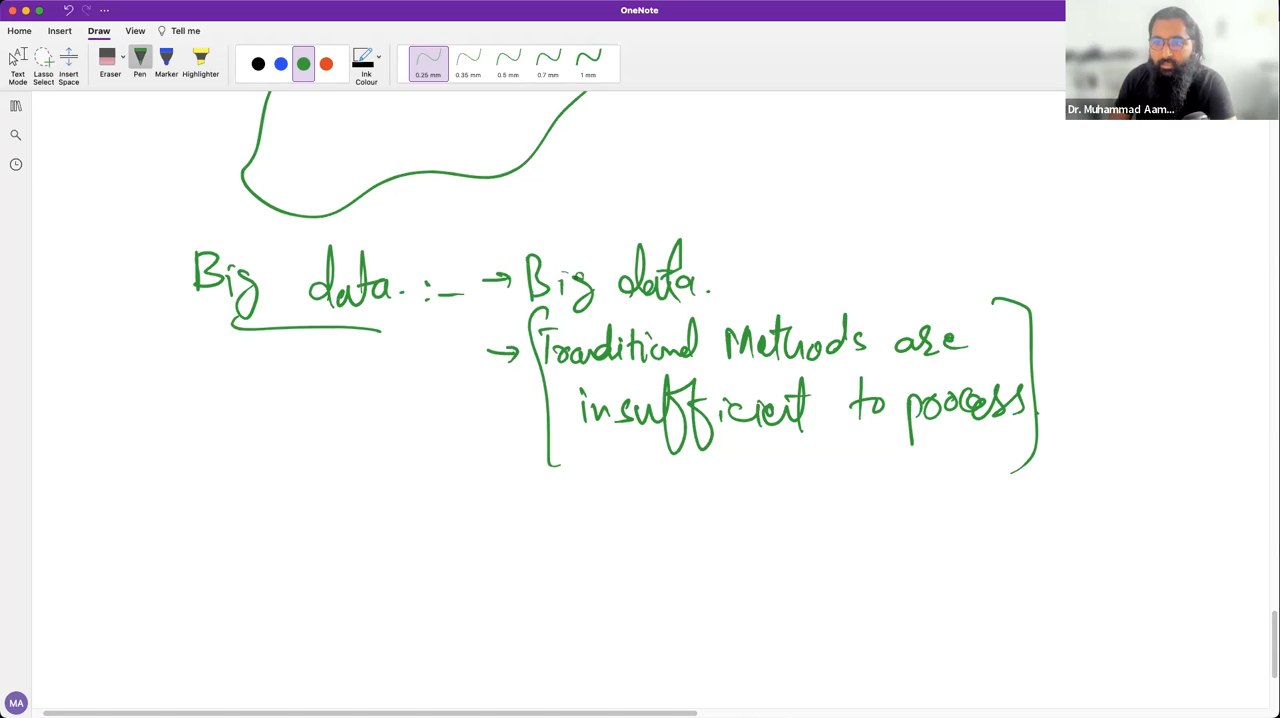 OneNote
Home Insert Draw View Tell me
Text Mode
Lasso Select
Insert Space
Eraser
Pen
Marker
Highlighter
Ink Colour
0.25 mm 0.35 mm 0.5 mm 0.7 mm 1 mm
Dr. Muhammad Aam...
Big data. :- → Big data.
→ [Traditional Methods are
insufficient to process]
MA